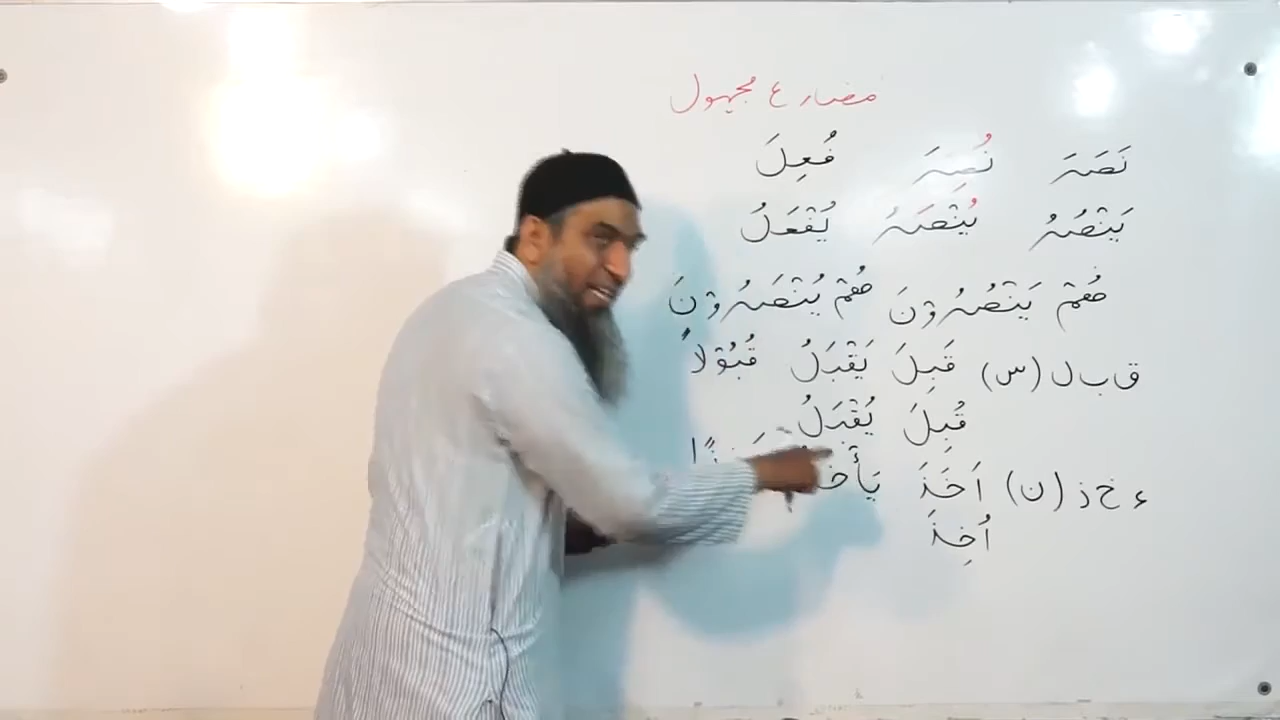 مضارع مجهول
نَصَرَ نُصِرَ فُعِلَ
يَنْصُرُ يُنْصَرُ يُفْعَلُ
هُمْ يَنْصُرُوْنَ هُمْ يُنْصَرُوْنَ
ق ب ل (س) قَبِلَ يَقْبَلُ قُبُوْلاً
قُبِلَ يُقْبَلُ
ء خ ذ (ن) اَخَذَ
اُخِذَ